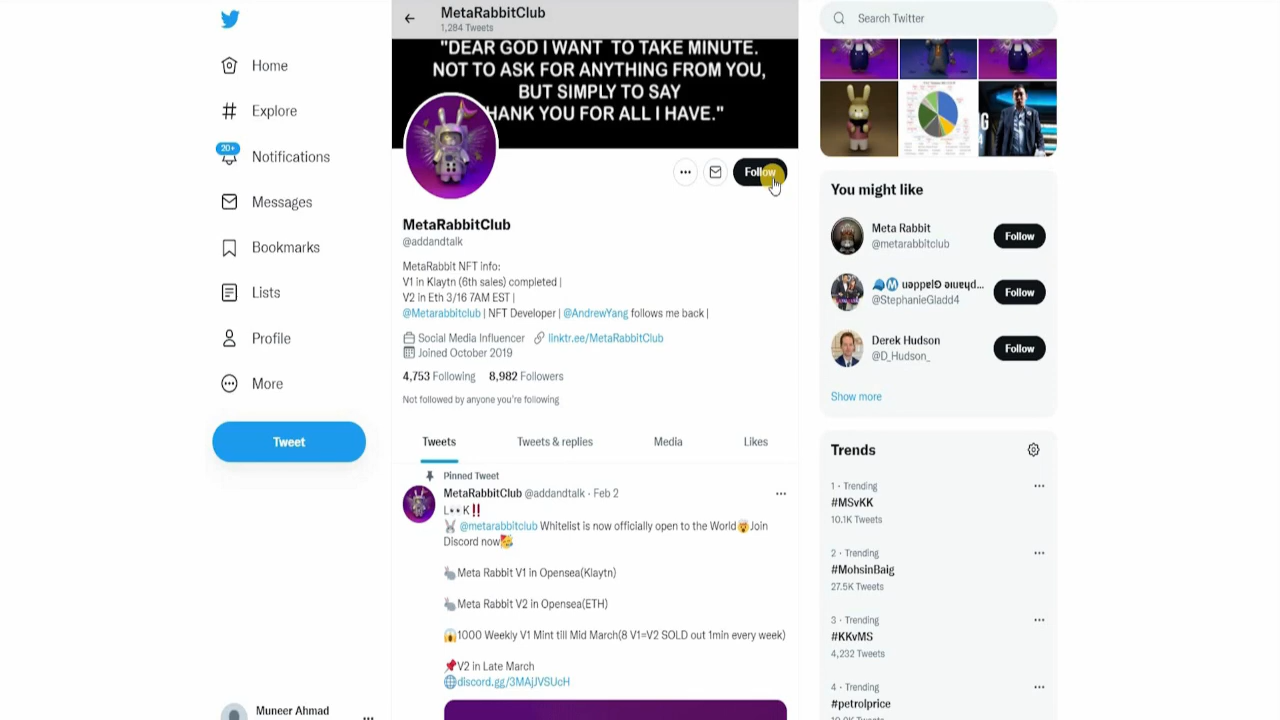 Home
Explore
20+
Notifications
Messages
Bookmarks
Lists
Profile
More
Tweet
Muneer Ahmad
MetaRabbitClub
1,284 Tweets
"DEAR GOD I WANT TO TAKE MINUTE.
NOT TO ASK FOR ANYTHING FROM YOU,
BUT SIMPLY TO SAY
HANK YOU FOR ALL I HAVE."
Follow
MetaRabbitClub
@addandtalk
MetaRabbit NFT info:
V1 in Klaytn (6th sales) completed |
V2 in Eth 3/16 7AM EST |
@Metarabbitclub | NFT Developer | @AndrewYang follows me back |
Social Media Influencer linktr.ee/MetaRabbitClub
Joined October 2019
4,753 Following 8,982 Followers
Not followed by anyone you're following
Tweets Tweets & replies Media Likes
Pinned Tweet
MetaRabbitClub @addandtalk · Feb 2
L👀K‼️
🐰 @metarabbitclub Whitelist is now officially open to the World🤯Join
Discord now🥳
🐇Meta Rabbit V1 in Opensea(Klaytn)
🐇Meta Rabbit V2 in Opensea(ETH)
😱1000 Weekly V1 Mint till Mid March(8 V1=V2 SOLD out 1min every week)
📌V2 in Late March
🌐discord.gg/3MAjJVSUcH
Search Twitter
You might like
Meta Rabbit
@metarabbitclub
Follow
@StephanieGladd4
Follow
Derek Hudson
@D_Hudson_
Follow
Show more
Trends
1 · Trending
#MSvKK
10.1K Tweets
2 · Trending
#MohsinBaig
27.5K Tweets
3 · Trending
#KKvMS
4,232 Tweets
4 · Trending
#petrolprice